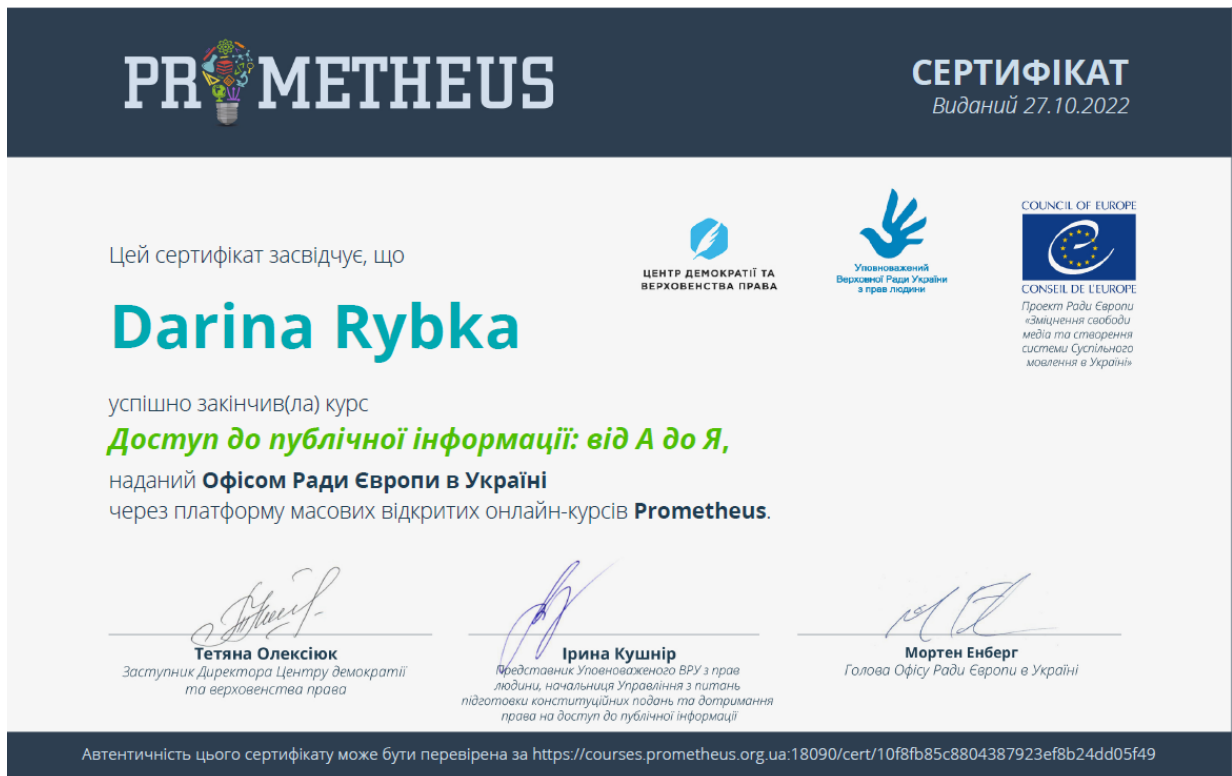 PROMETHEUS
СЕРТИФІКАТ
Виданий 27.10.2022
Цей сертифікат засвідчує, що
Darina Rybka
ЦЕНТР ДЕМОКРАТІЇ ТА
ВЕРХОВЕНСТВА ПРАВА
Уповноважений
Верховної Ради України
з прав людини
COUNCIL OF EUROPE
CONSEIL DE L'EUROPE
Проект Ради Європи
«Зміцнення свободи
медіа та створення
системи Суспільного
мовлення в Україні»
успішно закінчив(ла) курс
Доступ до публічної інформації: від А до Я,
наданий Офісом Ради Європи в Україні
через платформу масових відкритих онлайн-курсів Prometheus.
Тетяна Олексіюк
Заступник Директора Центру демократії
та верховенства права
Ірина Кушнір
Представник Уповноваженого ВРУ з прав
людини, начальниця Управління з питань
підготовки конституційних подань та дотримання
права на доступ до публічної інформації
Мортен Енберг
Голова Офісу Ради Європи в Україні
Автентичність цього сертифікату може бути перевірена за https://courses.prometheus.org.ua:18090/cert/10f8fb85c8804387923ef8b24dd05f49